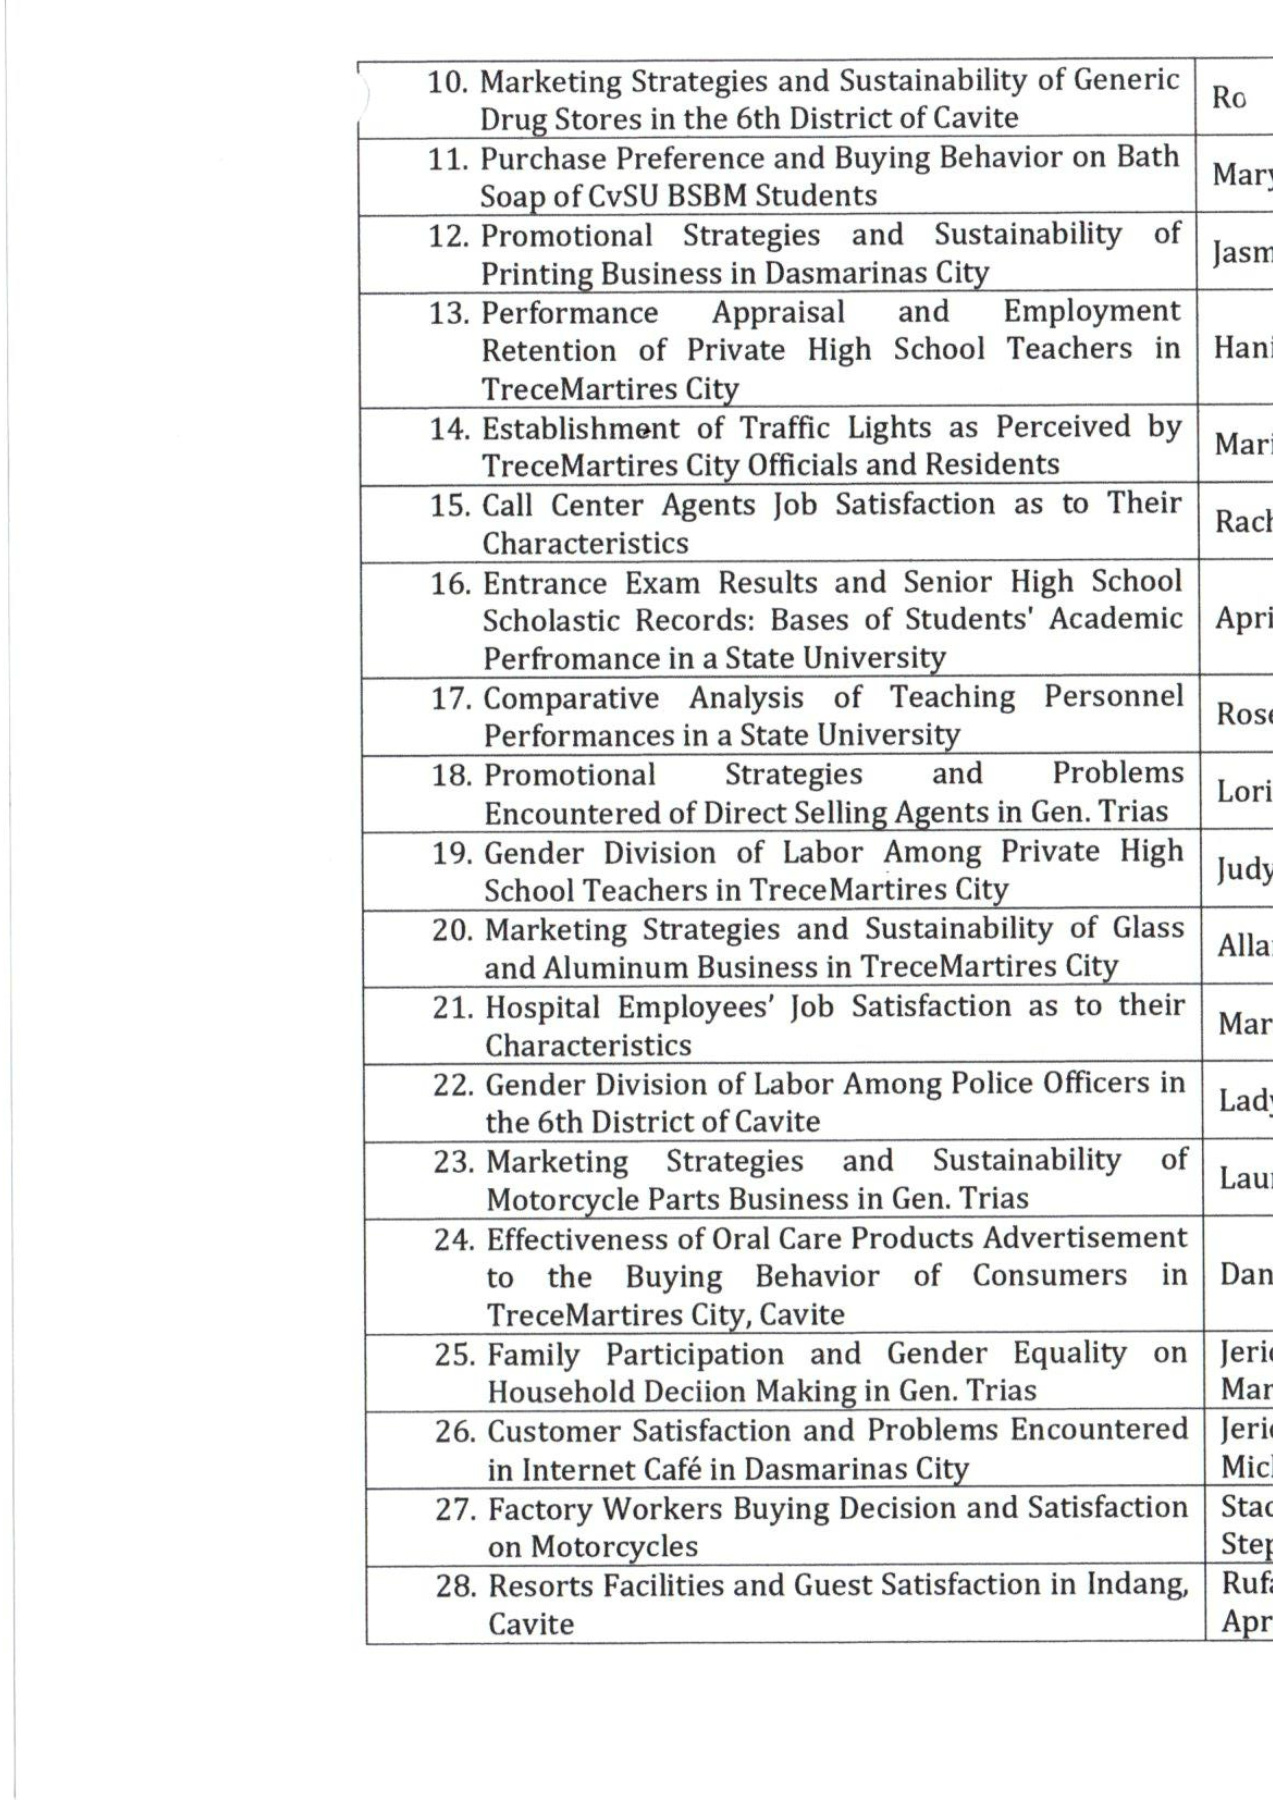 10. Marketing Strategies and Sustainability of Generic
Drug Stores in the 6th District of Cavite
Ro
11. Purchase Preference and Buying Behavior on Bath
Soap of CvSU BSBM Students
Mary
12. Promotional Strategies and Sustainability of
Printing Business in Dasmarinas City
Jasm
13. Performance Appraisal and Employment
Retention of Private High School Teachers in
TreceMartires City
Hani
14. Establishment of Traffic Lights as Perceived by
TreceMartires City Officials and Residents
Mari
15. Call Center Agents Job Satisfaction as to Their
Characteristics
Rach
16. Entrance Exam Results and Senior High School
Scholastic Records: Bases of Students' Academic
Perfromance in a State University
Apri
17. Comparative Analysis of Teaching Personnel
Performances in a State University
Rose
18. Promotional Strategies and Problems
Encountered of Direct Selling Agents in Gen. Trias
Lori
19. Gender Division of Labor Among Private High
School Teachers in TreceMartires City
Judy
20. Marketing Strategies and Sustainability of Glass
and Aluminum Business in TreceMartires City
Alla
21. Hospital Employees’ Job Satisfaction as to their
Characteristics
Mar
22. Gender Division of Labor Among Police Officers in
the 6th District of Cavite
Lady
23. Marketing Strategies and Sustainability of
Motorcycle Parts Business in Gen. Trias
Laur
24. Effectiveness of Oral Care Products Advertisement
to the Buying Behavior of Consumers in
TreceMartires City, Cavite
Dan
25. Family Participation and Gender Equality on
Household Deciion Making in Gen. Trias
Jeric
Mar
26. Customer Satisfaction and Problems Encountered
in Internet Café in Dasmarinas City
Jeric
Mich
27. Factory Workers Buying Decision and Satisfaction
on Motorcycles
Stac
Step
28. Resorts Facilities and Guest Satisfaction in Indang,
Cavite
Rufa
Apr